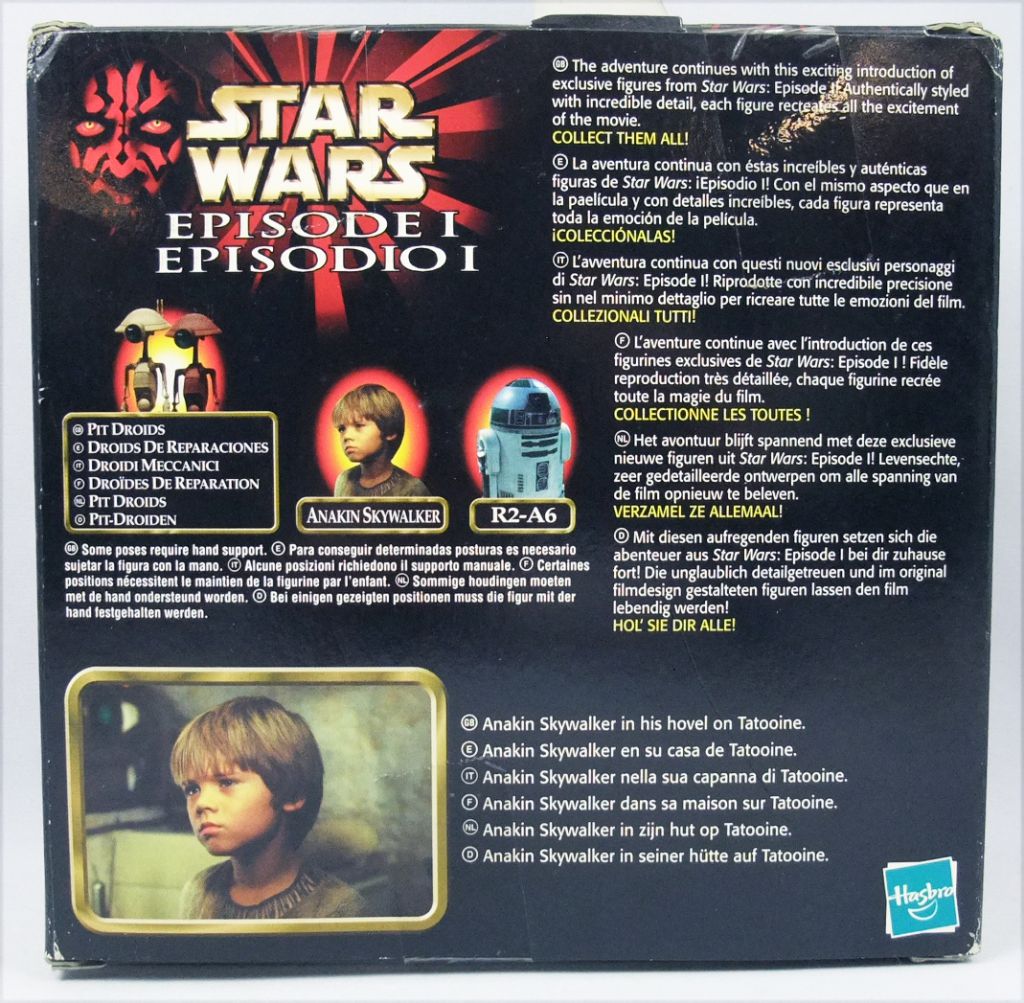 STAR
WARS
EPISODE I
EPISODIO I
GB The adventure continues with this exciting introduction of
exclusive figures from Star Wars: Episode I! Authentically styled
with incredible detail, each figure recreates all the excitement
of the movie.
COLLECT THEM ALL!
E La aventura continua con éstas increíbles y auténticas
figuras de Star Wars: ¡Episodio I! Con el mismo aspecto que en
la paelícula y con detalles increíbles, cada figura representa
toda la emoción de la película.
¡COLECCIÓNALAS!
IT L'avventura continua con questi nuovi esclusivi personaggi
di Star Wars: Episode I! Riprodotte con incredibile precisione
sin nel minimo dettaglio per ricreare tutte le emozioni del film.
COLLEZIONALI TUTTI!
F L'aventure continue avec l'introduction de ces
figurines exclusives de Star Wars: Episode I ! Fidèle
reproduction très détaillée, chaque figurine recrée
toute la magie du film.
COLLECTIONNE LES TOUTES !
NL Het avontuur blijft spannend met deze exclusieve
nieuwe figuren uit Star Wars: Episode I! Levensechte,
zeer gedetailleerde ontwerpen om alle spanning van
de film opnieuw te beleven.
VERZAMEL ZE ALLEMAAL!
D Mit diesen aufregenden figuren setzen sich die
abenteuer aus Star Wars: Episode I bei dir zuhause
fort! Die unglaublich detailgetreuen und im original
filmdesign gestalteten figuren lassen den film
lebendig werden!
HOL' SIE DIR ALLE!
GB PIT DROIDS
E DROIDS DE REPARACIONES
IT DROIDI MECCANICI
F DROÏDES DE REPARATION
NL PIT DROIDS
D PIT-DROIDEN
ANAKIN SKYWALKER
R2-A6
GB Some poses require hand support. E Para conseguir determinadas posturas es necesario
sujetar la figura con la mano. IT Alcune posizioni richiedono il supporto manuale. F Certaines
positions nécessitent le maintien de la figurine par l'enfant. NL Sommige houdingen moeten
met de hand ondersteund worden. D Bei einigen gezeigten positionen muss die figur mit der
hand festgehalten werden.
GB Anakin Skywalker in his hovel on Tatooine.
E Anakin Skywalker en su casa de Tatooine.
IT Anakin Skywalker nella sua capanna di Tatooine.
F Anakin Skywalker dans sa maison sur Tatooine.
NL Anakin Skywalker in zijn hut op Tatooine.
D Anakin Skywalker in seiner hütte auf Tatooine.
Hasbro